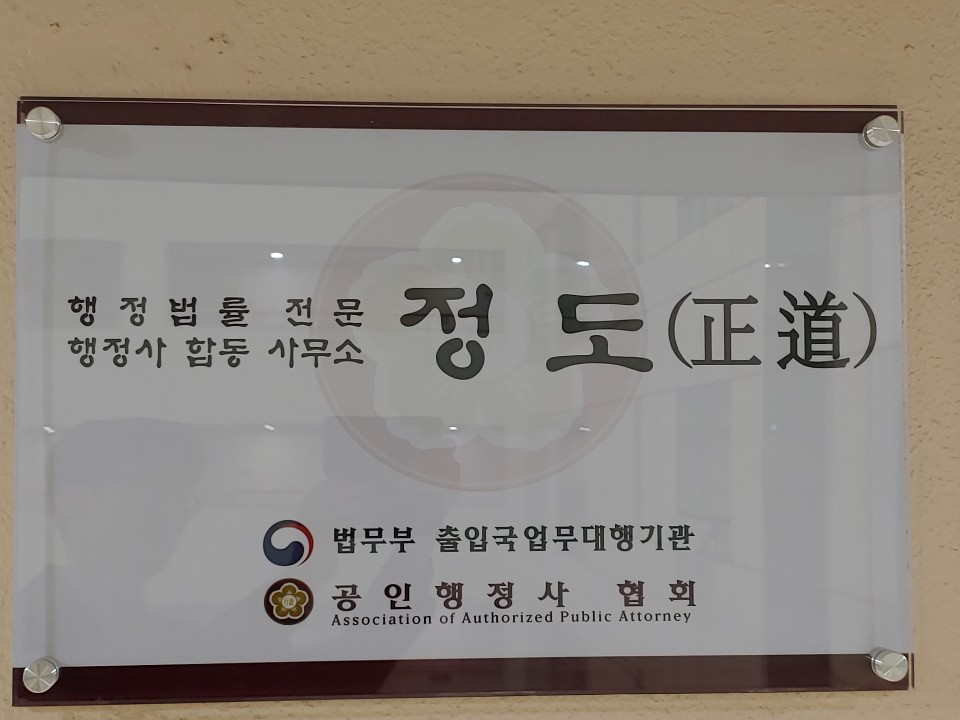 행정법률 전문
행정사 합동 사무소
정도(正道)
법무부 출입국업무대행기관
공인행정사 협회
Association of Authorized Public Attorney